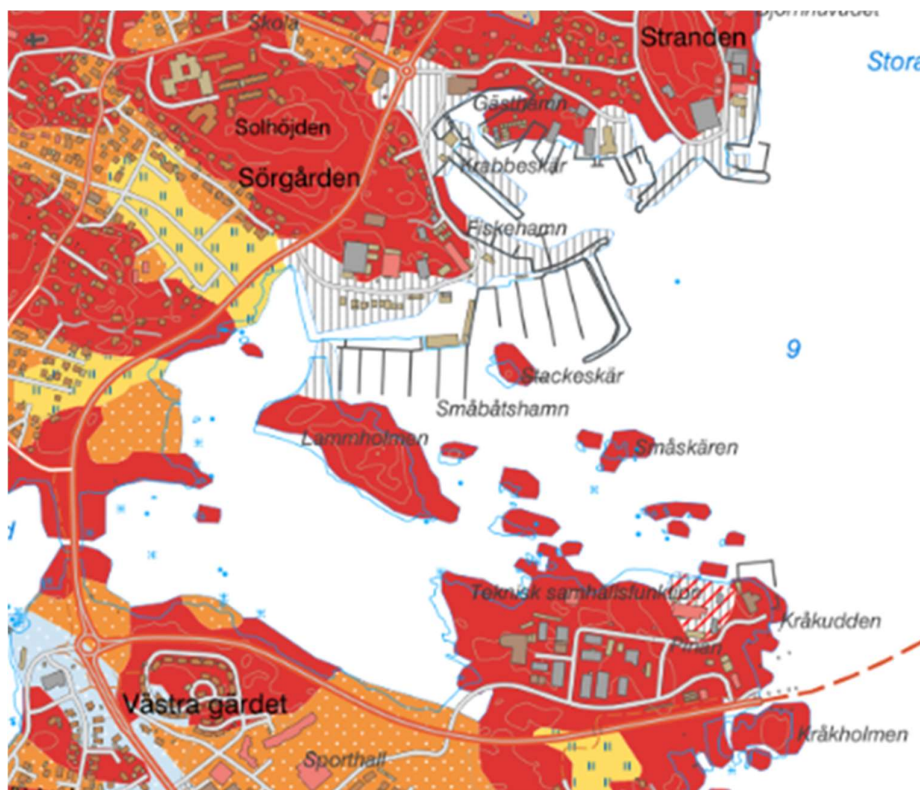 Skola
Stranden
Stora
Gästhamn
Solhöjden
Krabbeskär
Sörgården
Fiskehamn
9
Stackeskär
Småbåtshamn
Lammholmen
Småskären
Teknisk samhällsfunktion
Kråkudden
Pinan
Västra gärdet
Kråkholmen
Sporthall